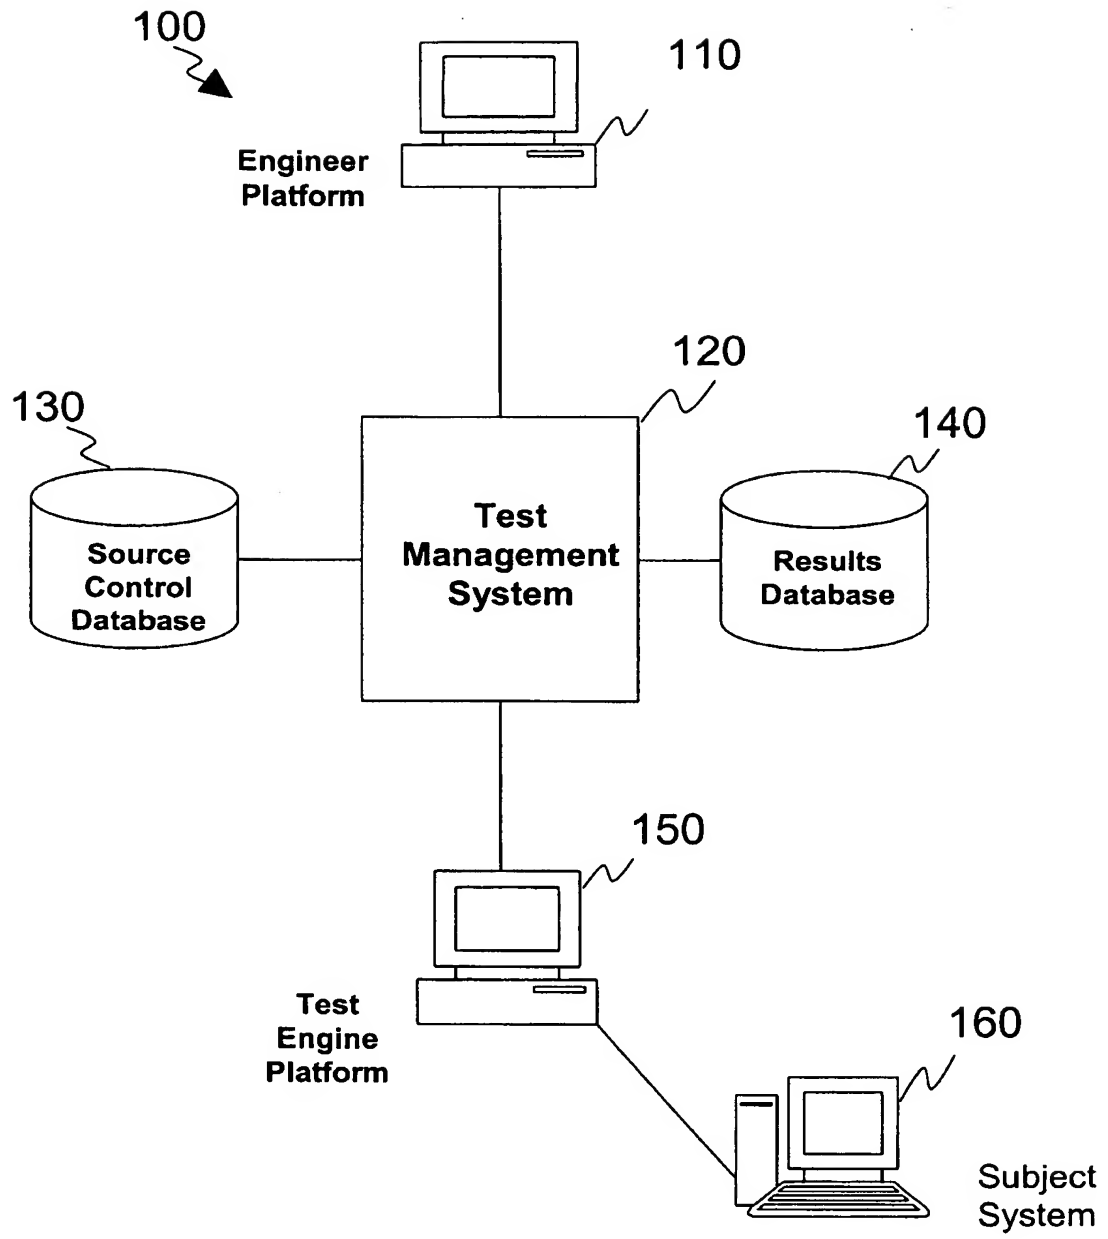 100
110
Engineer
Platform
120
130
140
Source
Control
Database
Test
Management
System
Results
Database
150
Test
Engine
Platform
160
Subject
System